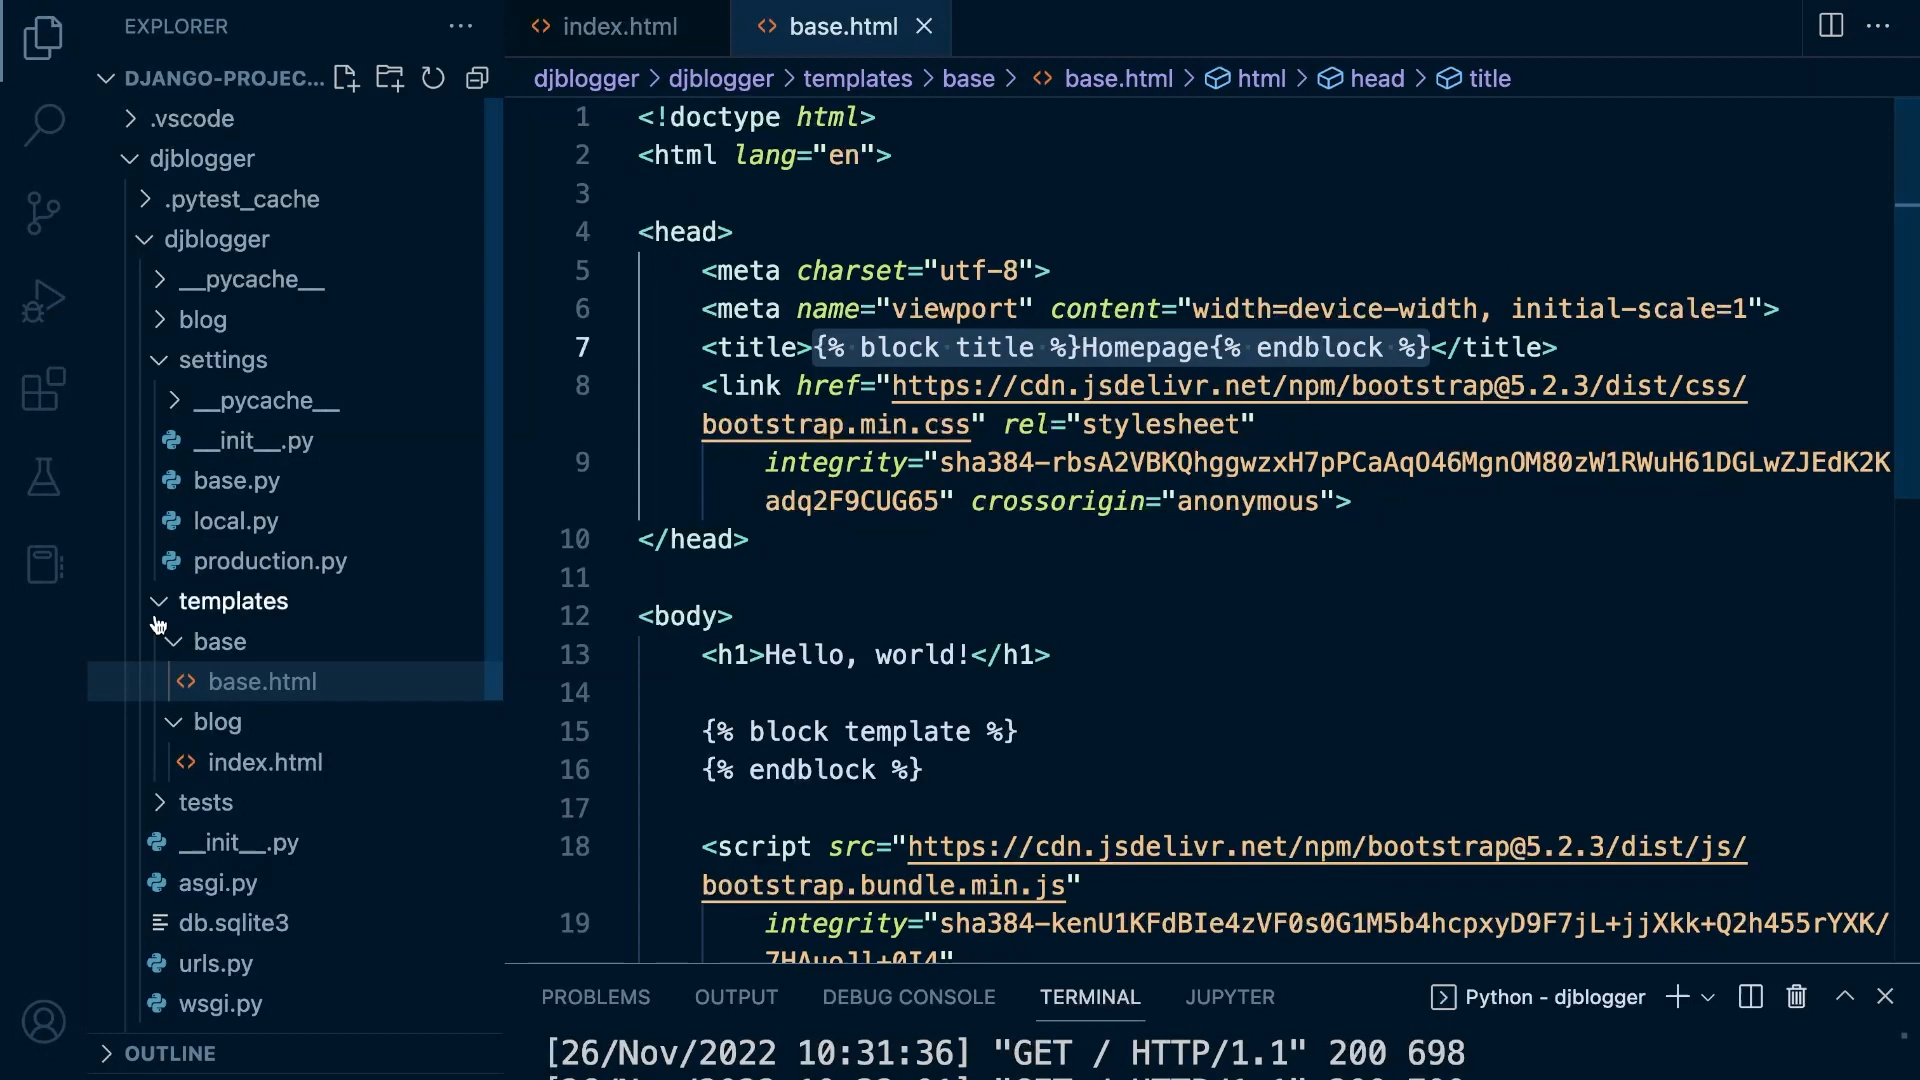 EXPLORER
DJANGO-PROJEC...
.vscode
djblogger
.pytest_cache
djblogger
__pycache__
blog
settings
__pycache__
__init__.py
base.py
local.py
production.py
templates
base
base.html
blog
index.html
tests
__init__.py
asgi.py
db.sqlite3
urls.py
wsgi.py
OUTLINE
index.html
base.html
djblogger > djblogger > templates > base > base.html > html > head > title
1 <!doctype html>
2 <html lang="en">
3
4 <head>
5 <meta charset="utf-8">
6 <meta name="viewport" content="width=device-width, initial-scale=1">
7 <title>{% block title %}Homepage{% endblock %}</title>
8 <link href="https://cdn.jsdelivr.net/npm/bootstrap@5.2.3/dist/css/
bootstrap.min.css" rel="stylesheet"
9 integrity="sha384-rbsA2VBKQhggwzxH7pPCaAqO46MgnOM80zW1RWuH61DGLwZJEdK2K
adq2F9CUG65" crossorigin="anonymous">
10 </head>
11
12 <body>
13 <h1>Hello, world!</h1>
14
15 {% block template %}
16 {% endblock %}
17
18 <script src="https://cdn.jsdelivr.net/npm/bootstrap@5.2.3/dist/js/
bootstrap.bundle.min.js"
19 integrity="sha384-kenU1KFdBIe4zVF0s0G1M5b4hcpxyD9F7jL+jjXkk+Q2h455rYXK/
PROBLEMS OUTPUT DEBUG CONSOLE TERMINAL JUPYTER Python - djblogger
[26/Nov/2022 10:31:36] "GET / HTTP/1.1" 200 698